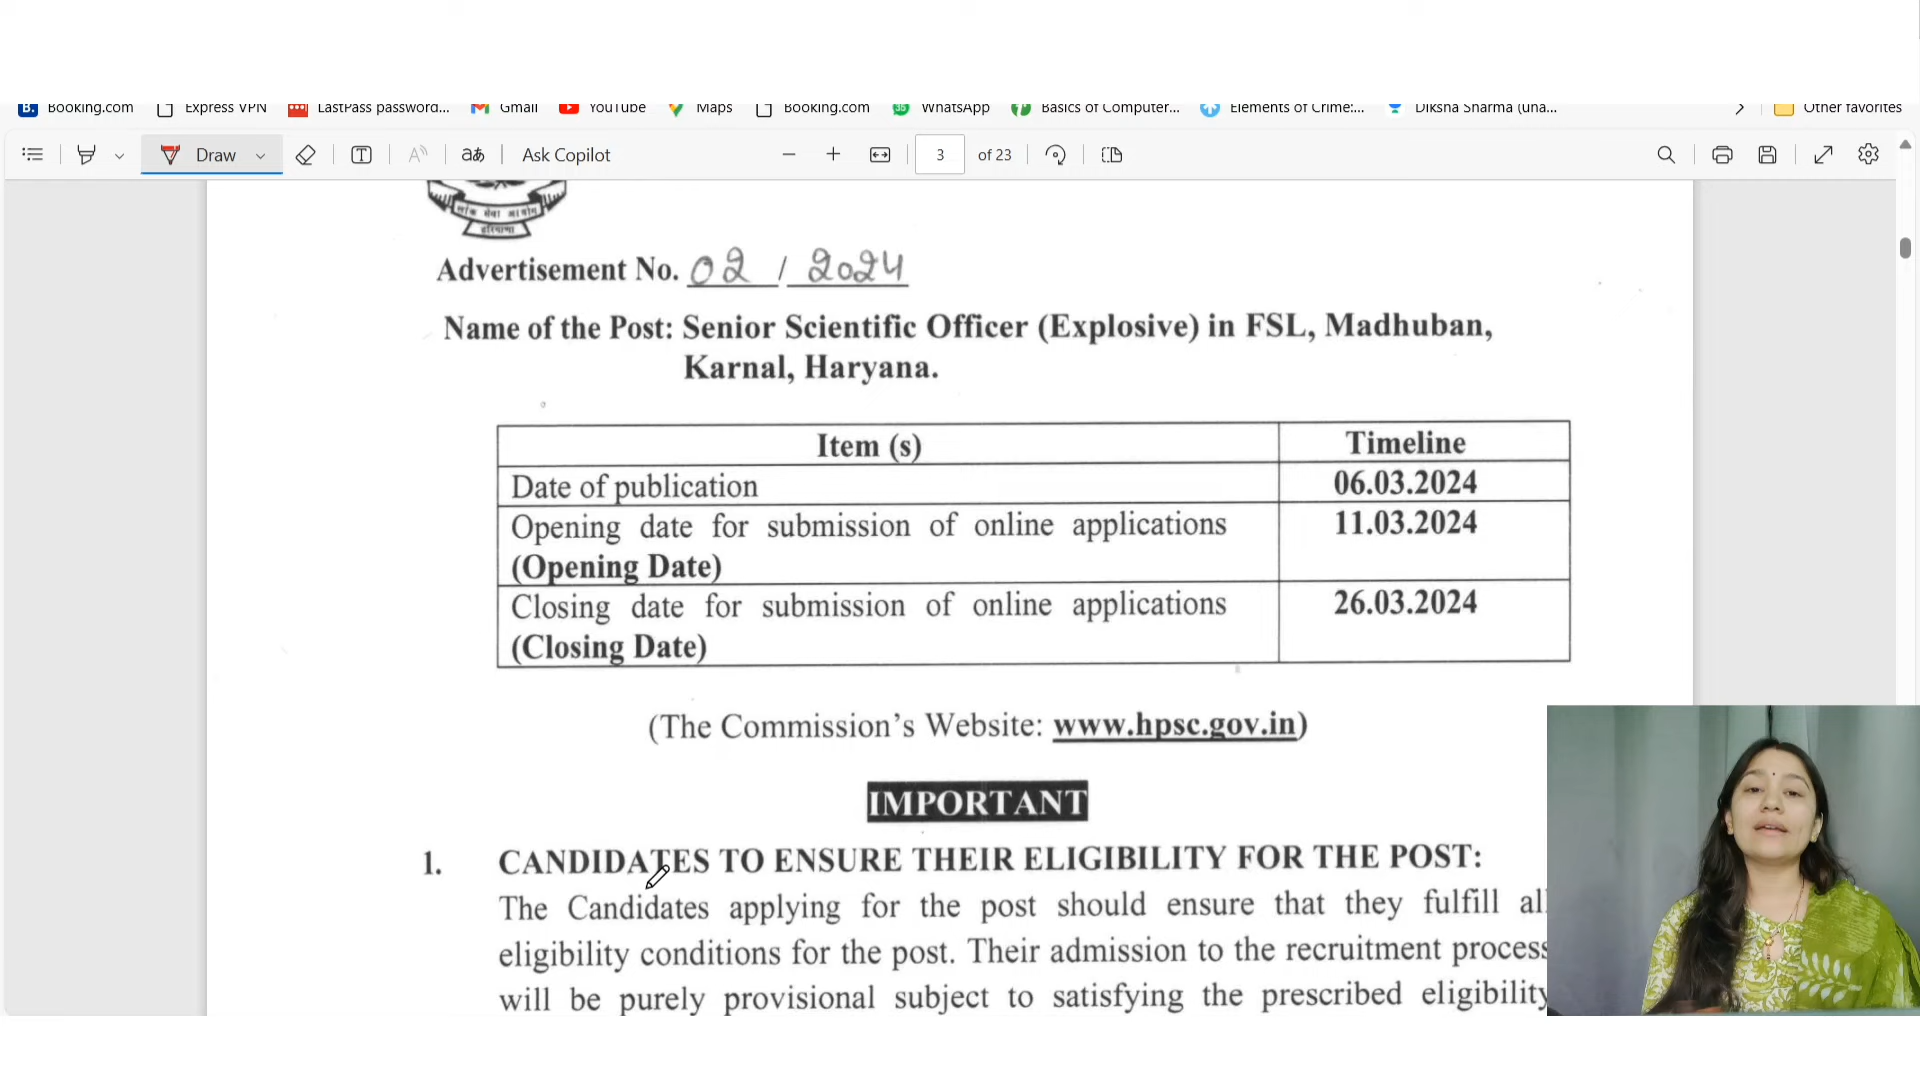 Booking.com Express VPN LastPass password... Gmail YouTube Maps Booking.com WhatsApp Basics of Computer... Elements of Crime:... Diksha Sharma (una... Other favorites
Draw Ask Copilot 3 of 23
लोक सेवा आयोग
हरियाणा
Advertisement No. 02 / 2024
Name of the Post: Senior Scientific Officer (Explosive) in FSL, Madhuban,
Karnal, Haryana.
Item (s) Timeline
Date of publication 06.03.2024
Opening date for submission of online applications 11.03.2024
(Opening Date)
Closing date for submission of online applications 26.03.2024
(Closing Date)
(The Commission's Website: www.hpsc.gov.in)
IMPORTANT
1. CANDIDATES TO ENSURE THEIR ELIGIBILITY FOR THE POST:
The Candidates applying for the post should ensure that they fulfill all
eligibility conditions for the post. Their admission to the recruitment process
will be purely provisional subject to satisfying the prescribed eligibility